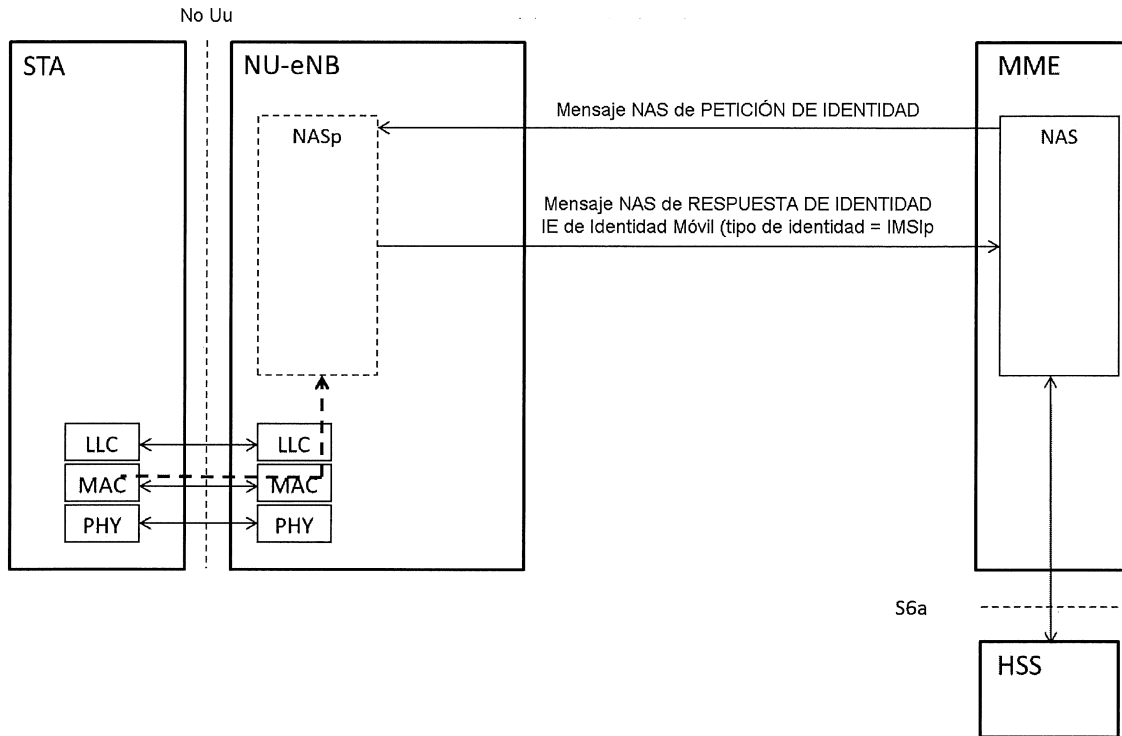 No Uu
STA
NU-eNB
MME
Mensaje NAS de PETICIÓN DE IDENTIDAD
NASp
NAS
Mensaje NAS de RESPUESTA DE IDENTIDAD
IE de Identidad Móvil (tipo de identidad = IMSIp
LLC
LLC
MAC
MAC
PHY
PHY
S6a
HSS